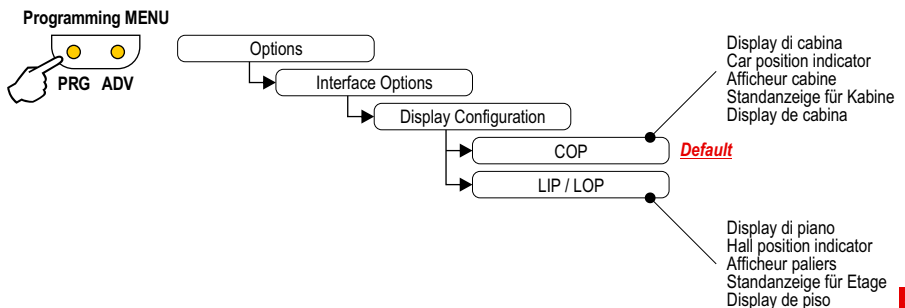 Programming MENU
PRG ADV
Options
Interface Options
Display Configuration
COP
Default
LIP / LOP
Display di cabina
Car position indicator
Afficheur cabine
Standanzeige für Kabine
Display de cabina
Display di piano
Hall position indicator
Afficheur paliers
Standanzeige für Etage
Display de piso